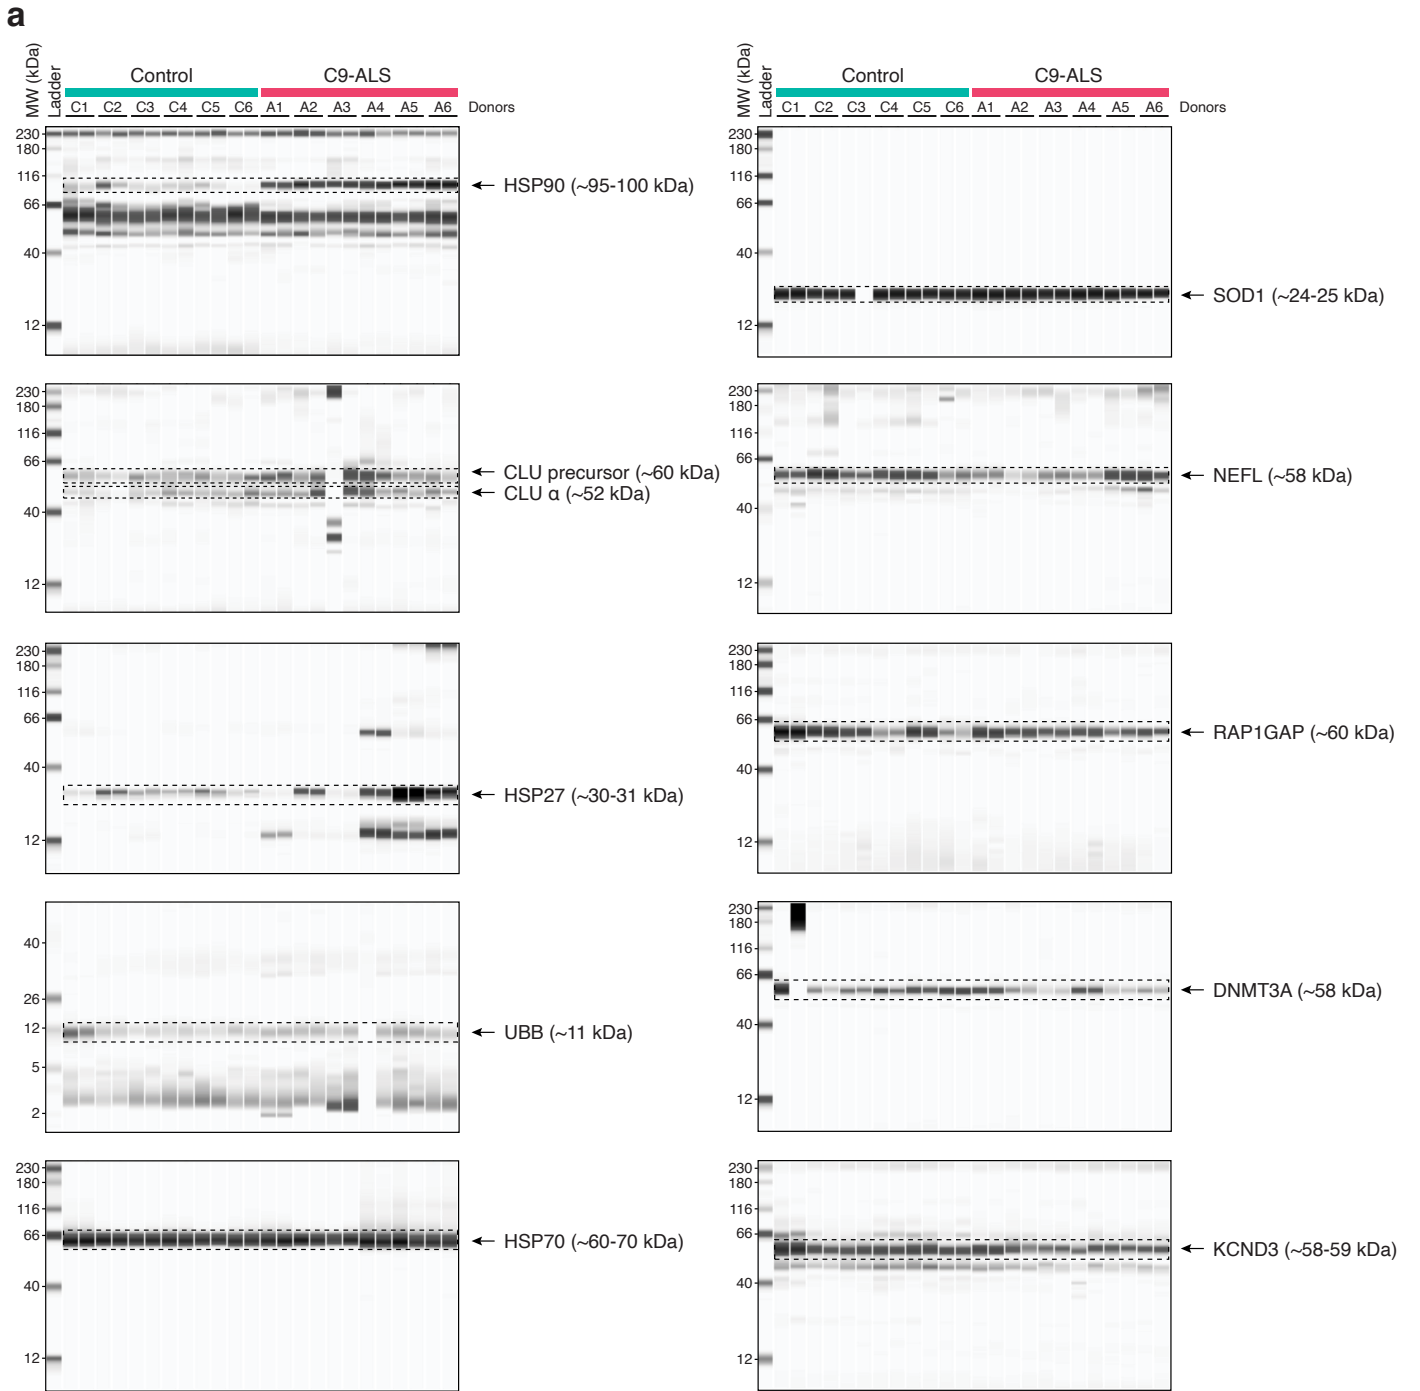 a
MW (kDa)
Ladder
Control C9-ALS
C1 C2 C3 C4 C5 C6 A1 A2 A3 A4 A5 A6 Donors
230
180
116
66
40
12
HSP90 (~95-100 kDa)
230
180
116
66
40
12
CLU precursor (~60 kDa)
CLU α (~52 kDa)
230
180
116
66
40
12
HSP27 (~30-31 kDa)
40
26
12
5
2
UBB (~11 kDa)
230
180
116
66
40
12
HSP70 (~60-70 kDa)
MW (kDa)
Ladder
Control C9-ALS
C1 C2 C3 C4 C5 C6 A1 A2 A3 A4 A5 A6 Donors
230
180
116
66
40
12
SOD1 (~24-25 kDa)
230
180
116
66
40
12
NEFL (~58 kDa)
230
180
116
66
40
12
RAP1GAP (~60 kDa)
230
180
116
66
40
12
DNMT3A (~58 kDa)
230
180
116
66
40
12
KCND3 (~58-59 kDa)